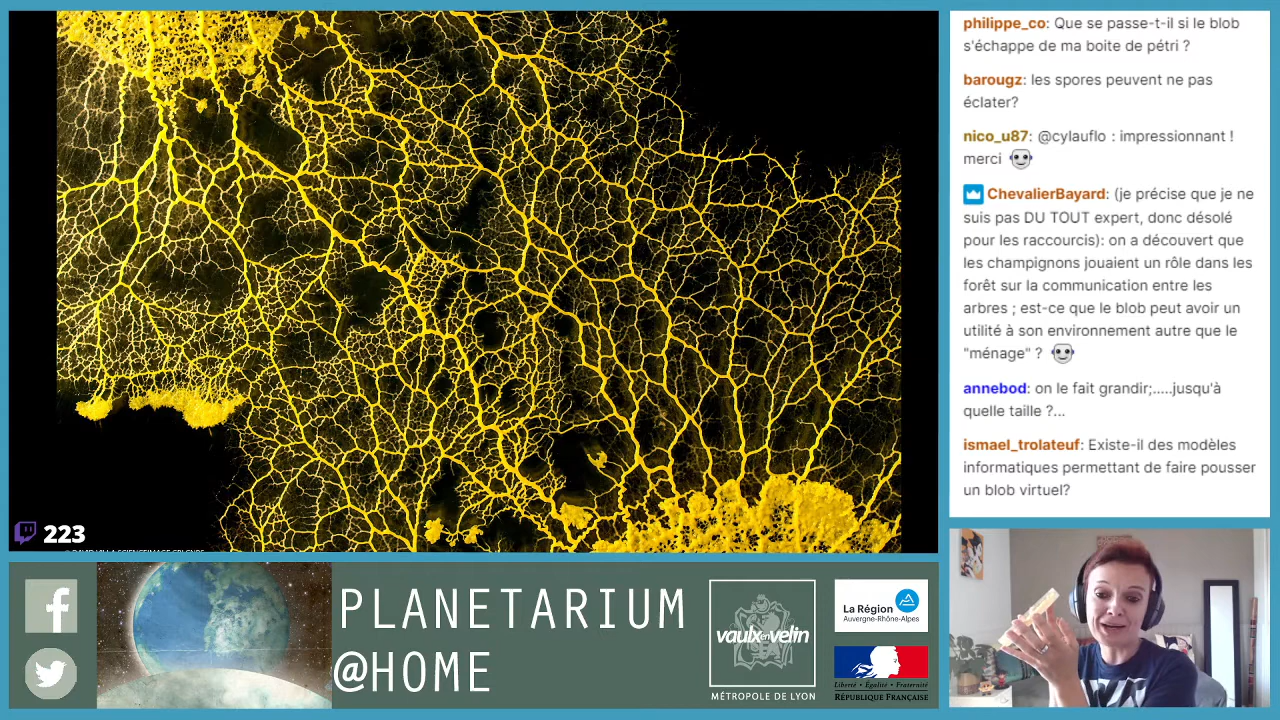 philippe_co: Que se passe-t-il si le blob
s'échappe de ma boite de pétri ?
barougz: les spores peuvent ne pas
éclater?
nico_u87: @cylauflo : impressionnant !
merci
ChevalierBayard: (je précise que je ne
suis pas DU TOUT expert, donc désolé
pour les raccourcis): on a découvert que
les champignons jouaient un rôle dans les
forêt sur la communication entre les
arbres ; est-ce que le blob peut avoir un
utilité à son environnement autre que le
"ménage" ?
annebod: on le fait grandir;.....jusqu'à
quelle taille ?...
ismael_trolateuf: Existe-il des modèles
informatiques permettant de faire pousser
un blob virtuel?
223
PLANETARIUM
@HOME
vaulx en velin
MÉTROPOLE DE LYON
La Région
Auvergne-Rhône-Alpes
Liberté • Égalité • Fraternité
RÉPUBLIQUE FRANÇAISE